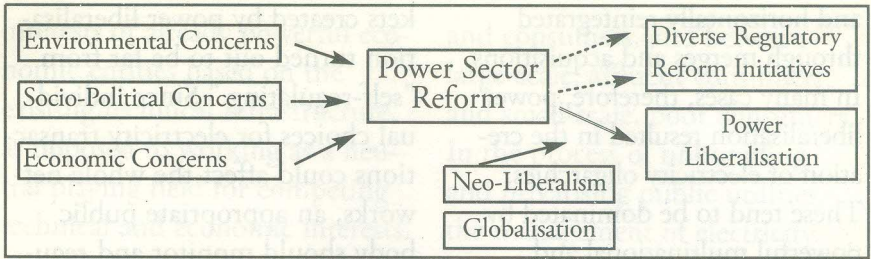 Environmental Concerns
Socio-Political Concerns
Economic Concerns
Power Sector
Reform
Neo-Liberalism
Globalisation
Diverse Regulatory
Reform Initiatives
Power
Liberalisation